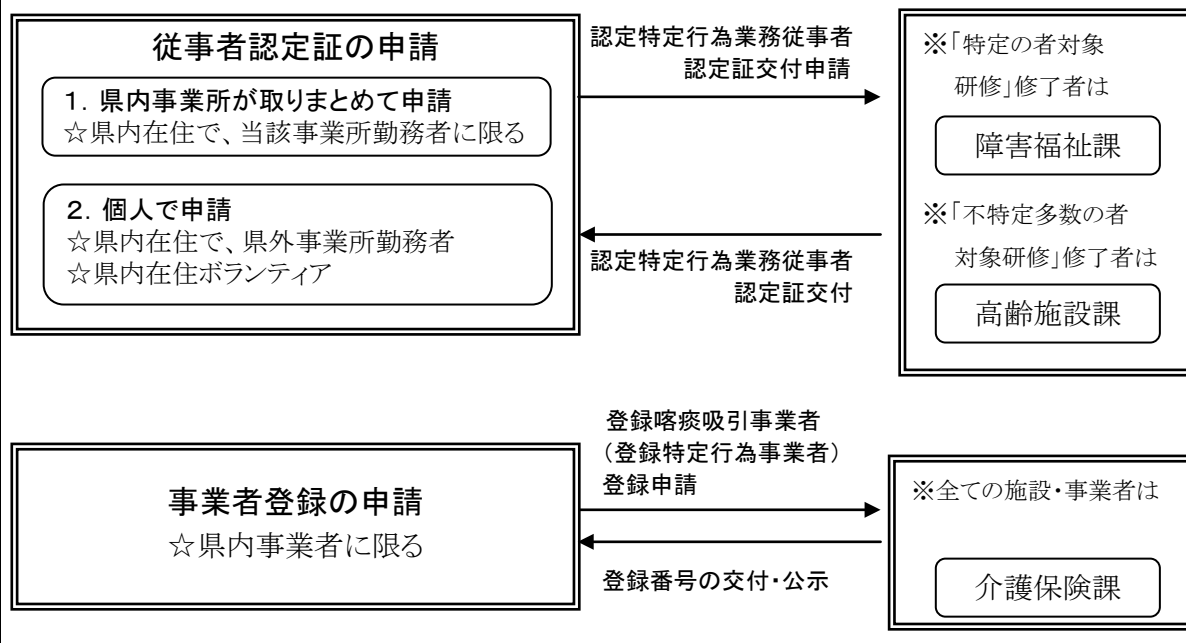 従事者認定証の申請
1．県内事業所が取りまとめて申請
☆県内在住で、当該事業所勤務者に限る
2．個人で申請
☆県内在住で、県外事業所勤務者
☆県内在住ボランティア
認定特定行為業務従事者
認定証交付申請
認定特定行為業務従事者
認定証交付
※「特定の者対象
研修」修了者は
障害福祉課
※「不特定多数の者
対象研修」修了者は
高齢施設課
事業者登録の申請
☆県内事業者に限る
登録喀痰吸引事業者
（登録特定行為事業者）
登録申請
登録番号の交付・公示
※全ての施設・事業者は
介護保険課